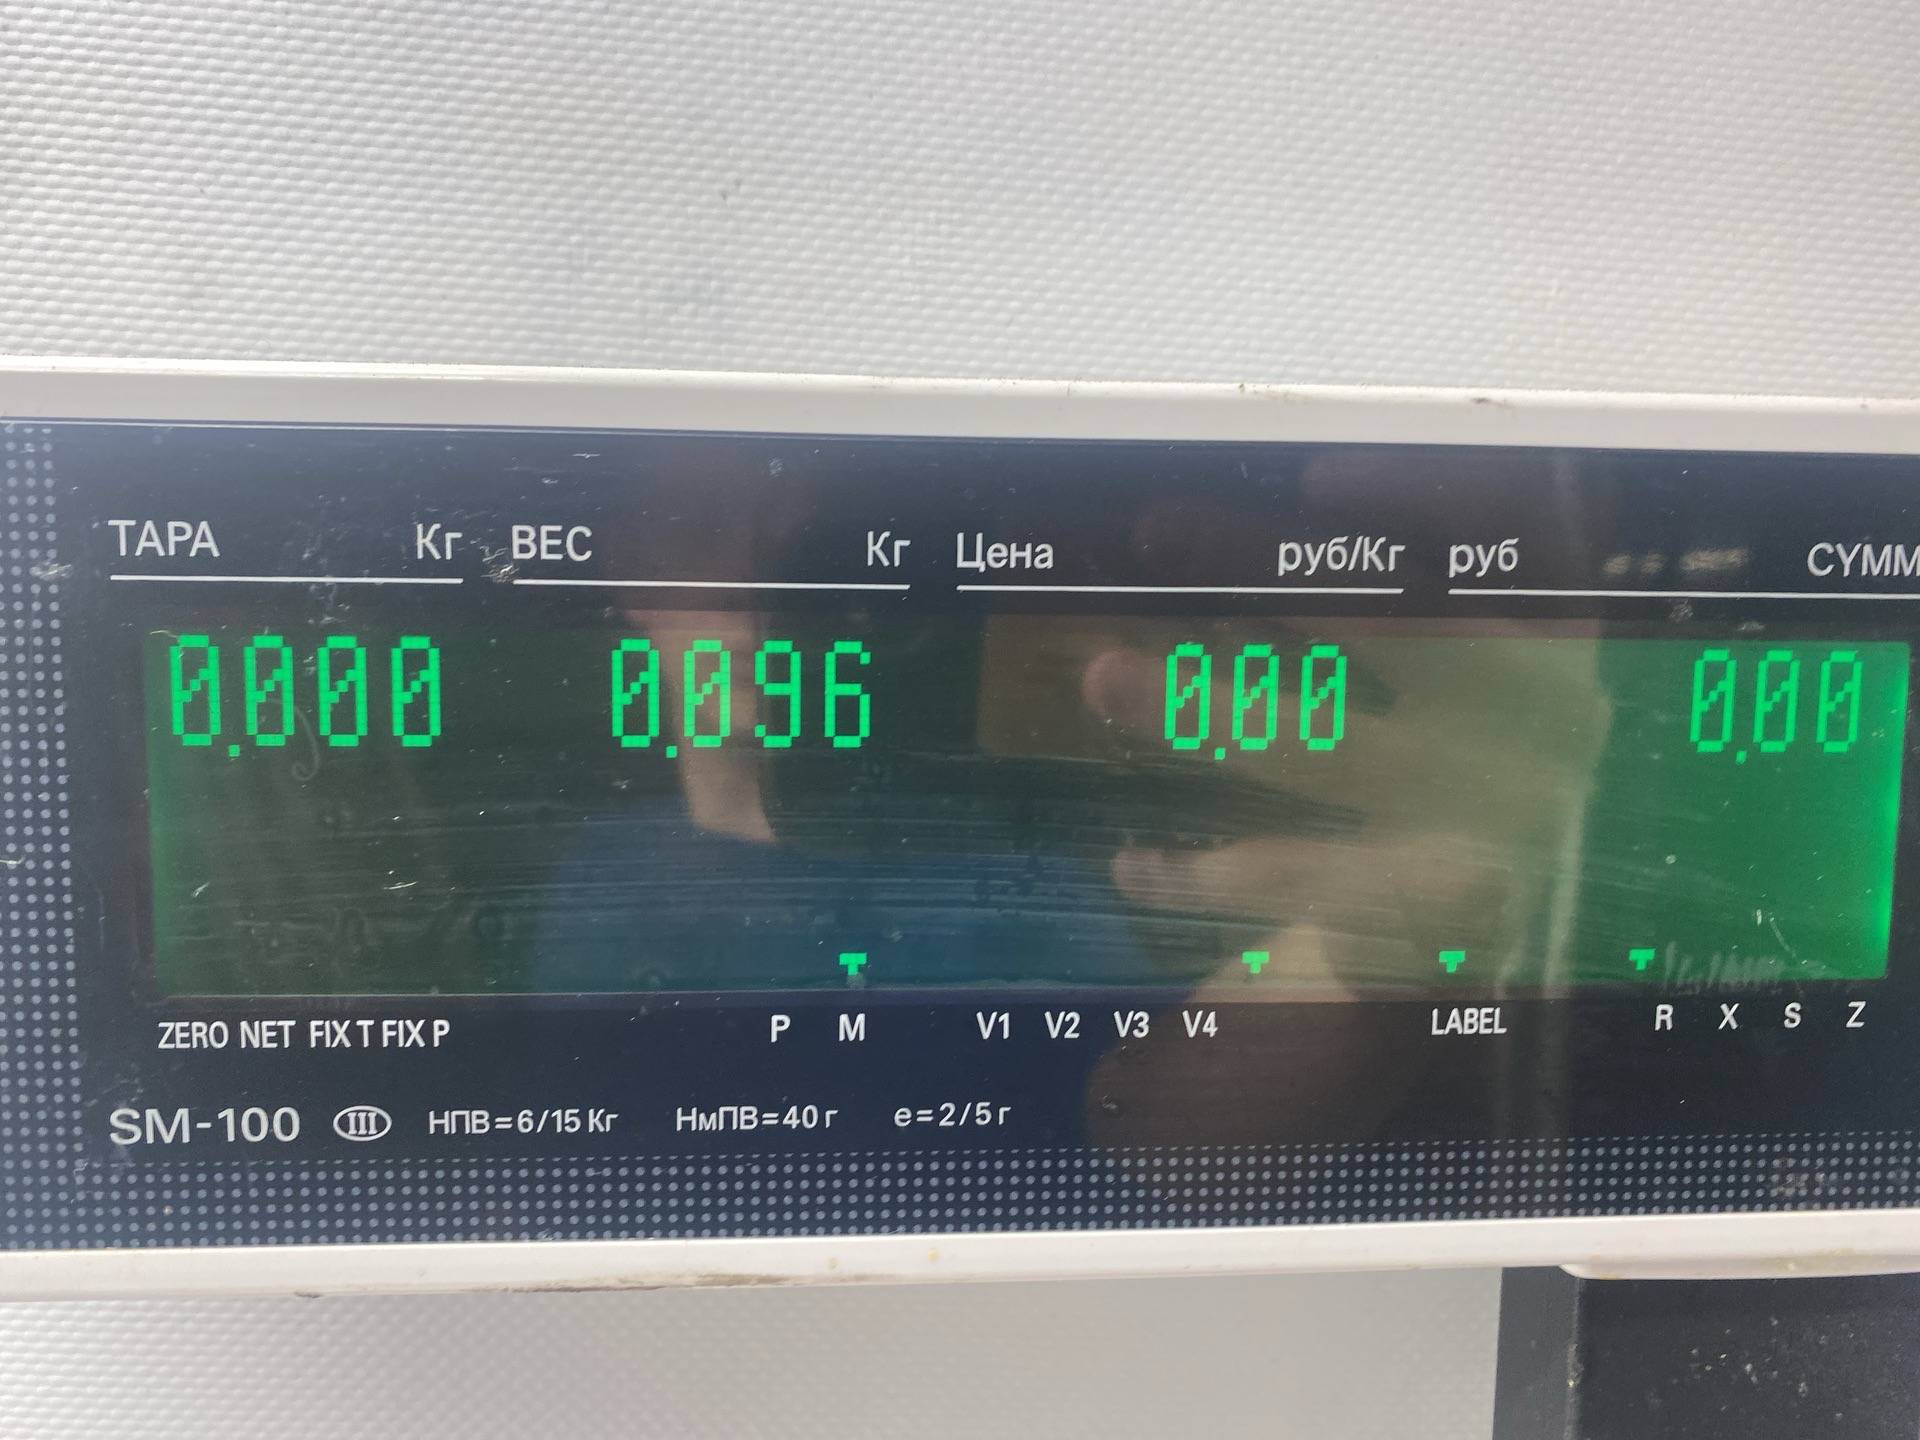 ТАРА Кг ВЕС Кг Цена руб/Кг руб СУММ
0.000 0.096 0.00 0.00
ZERO NET FIX T FIX P P M V1 V2 V3 V4 LABEL R X S Z
SM-100 III НПВ=6/15 Кг НмПВ=40 г e=2/5 г